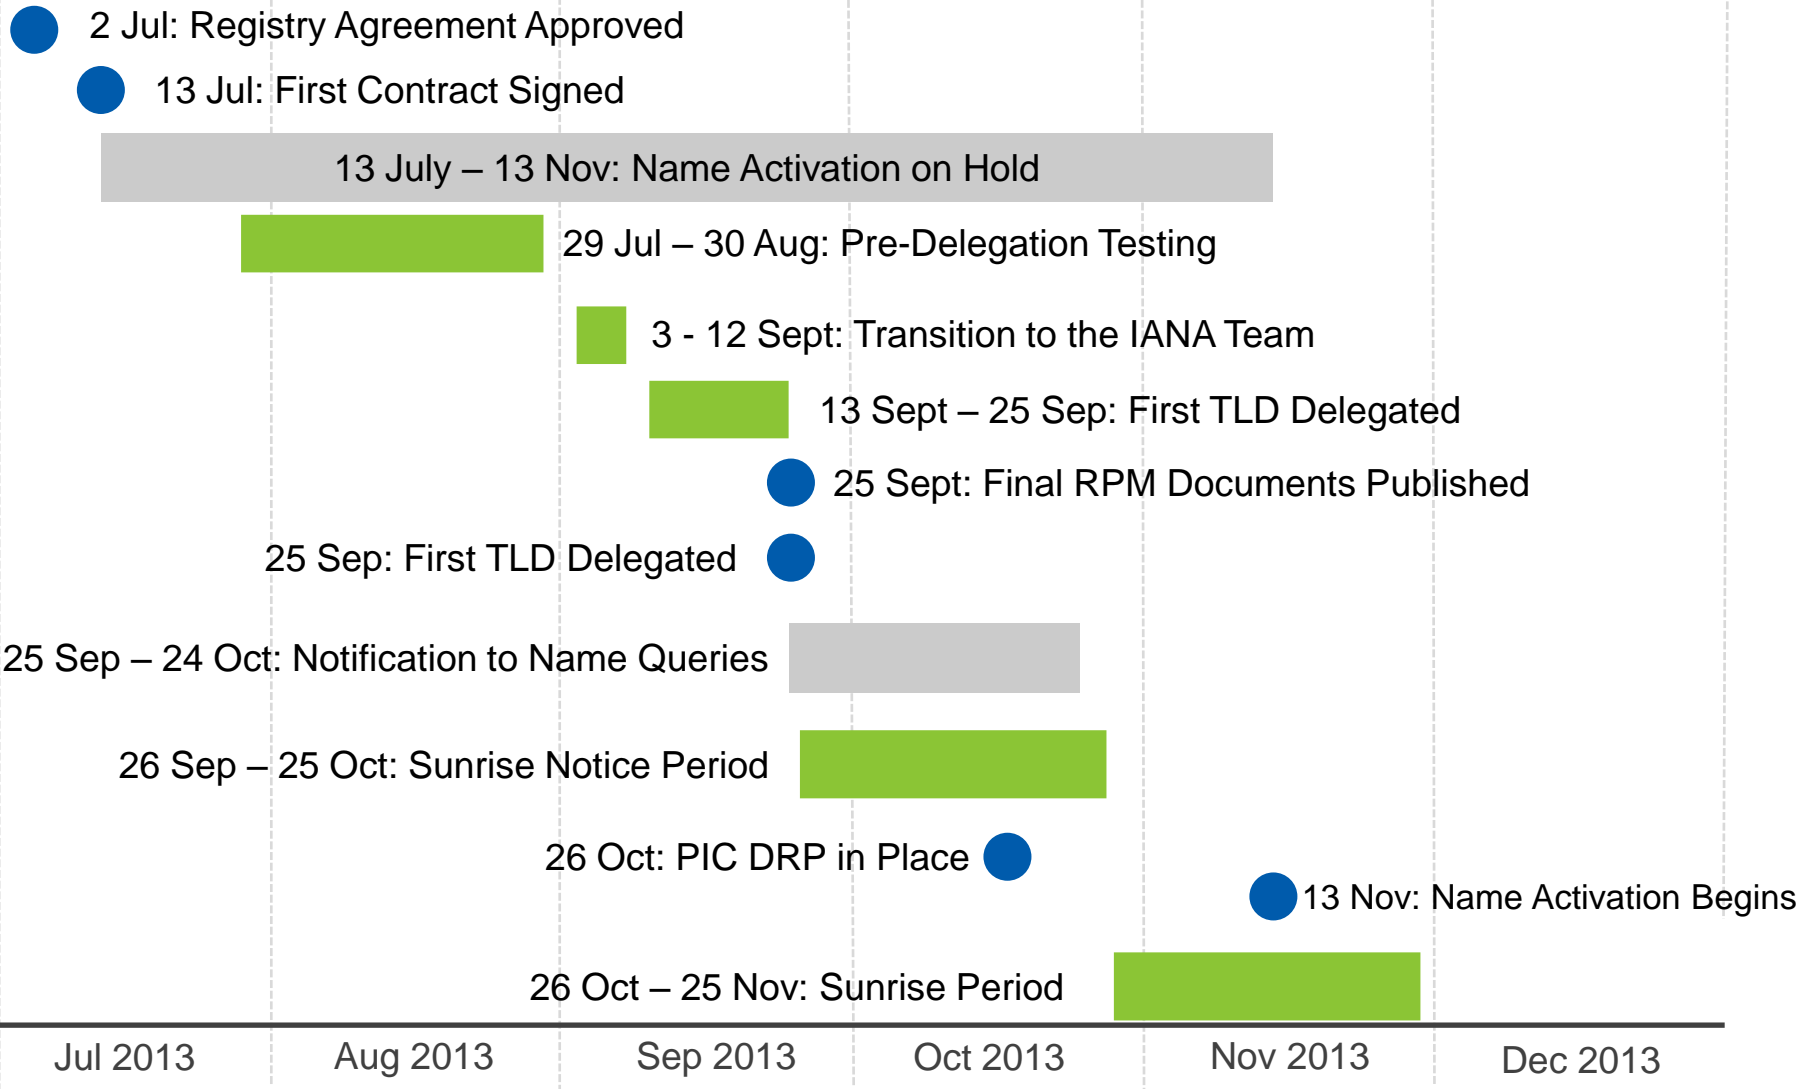 2 Jul: Registry Agreement Approved
13 Jul: First Contract Signed
13 July – 13 Nov: Name Activation on Hold
29 Jul – 30 Aug: Pre-Delegation Testing
3 - 12 Sept: Transition to the IANA Team
13 Sept – 25 Sep: First TLD Delegated
25 Sept: Final RPM Documents Published
25 Sep: First TLD Delegated
25 Sep – 24 Oct: Notification to Name Queries
26 Sep – 25 Oct: Sunrise Notice Period
26 Oct: PIC DRP in Place
13 Nov: Name Activation Begins
26 Oct – 25 Nov: Sunrise Period
Jul 2013 Aug 2013 Sep 2013 Oct 2013 Nov 2013 Dec 2013